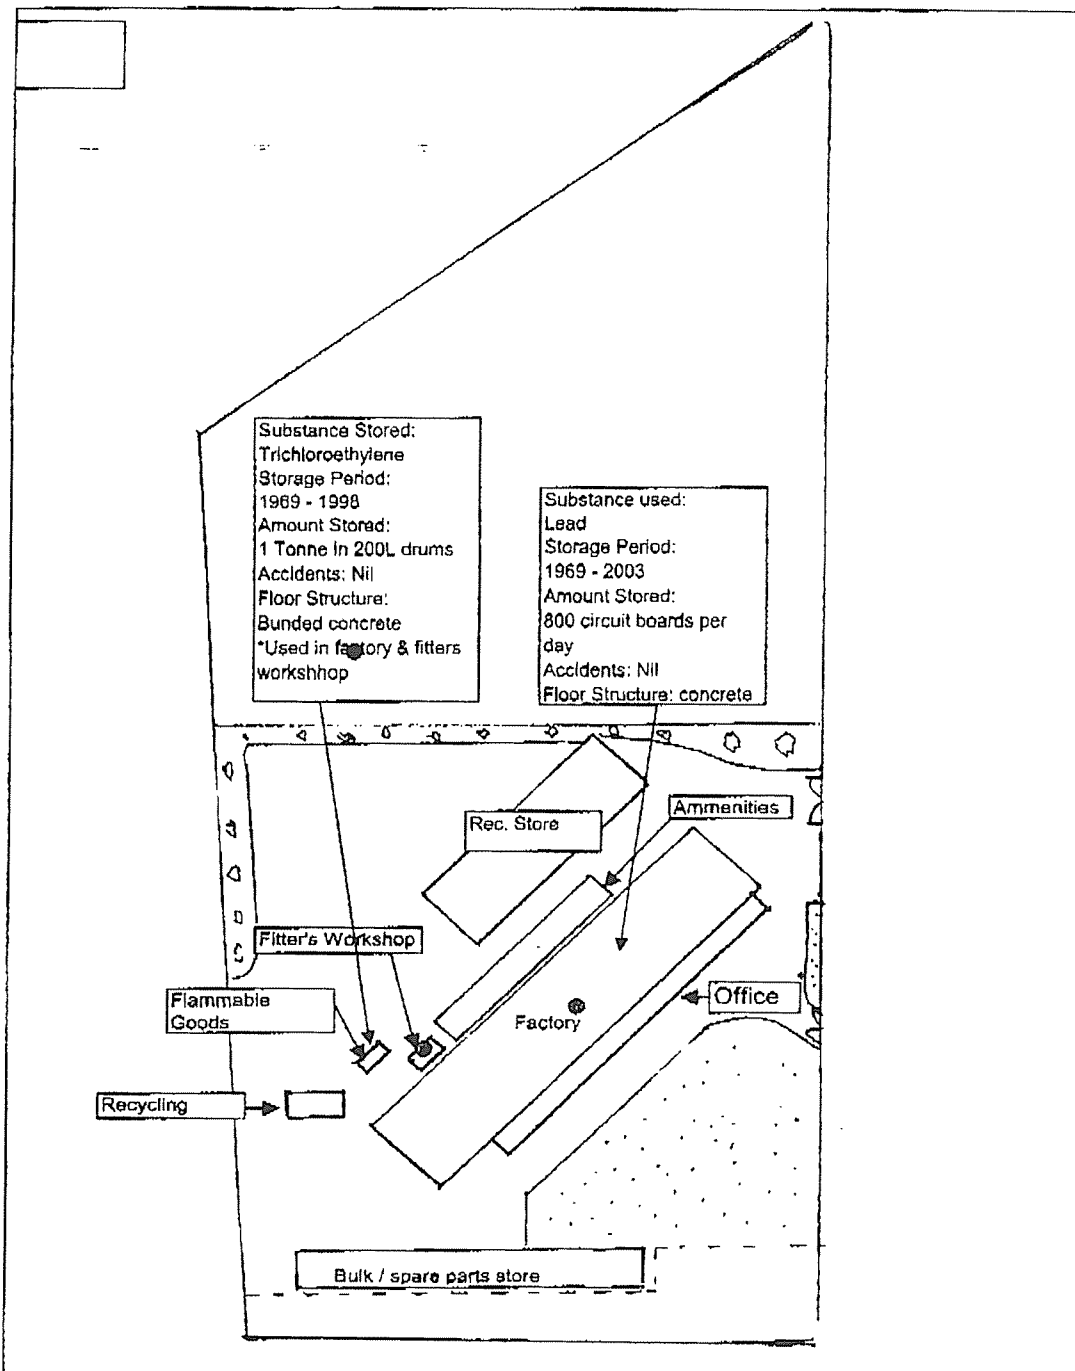 Substance Stored:
Trichloroethylene
Storage Period:
1969 - 1998
Amount Stored:
1 Tonne in 200L drums
Accidents: Nil
Floor Structure:
Bunded concrete
*Used in factory & fitters
workshhop
Substance used:
Lead
Storage Period:
1969 - 2003
Amount Stored:
800 circuit boards per
day
Accidents: Nil
Floor Structure: concrete
Ammenities
Rec. Store
Fitter's Workshop
Flammable
Goods
Office
Factory
Recycling
Bulk / spare parts store